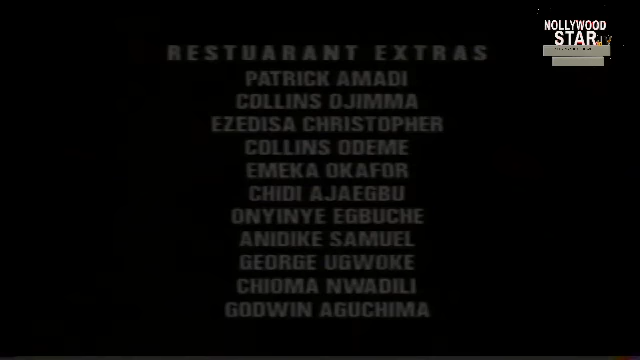 NOLLYWOOD
STAR
RESTUARANT EXTRAS
PATRICK AMADI
COLLINS OJIMMA
EZEDISA CHRISTOPHER
COLLINS ODEME
EMEKA OKAFOR
CHIDI AJAEGBU
ONYINYE EGBUCHE
ANIDIKE SAMUEL
GEORGE UGWOKE
CHIOMA NWADILI
GODWIN AGUCHIMA